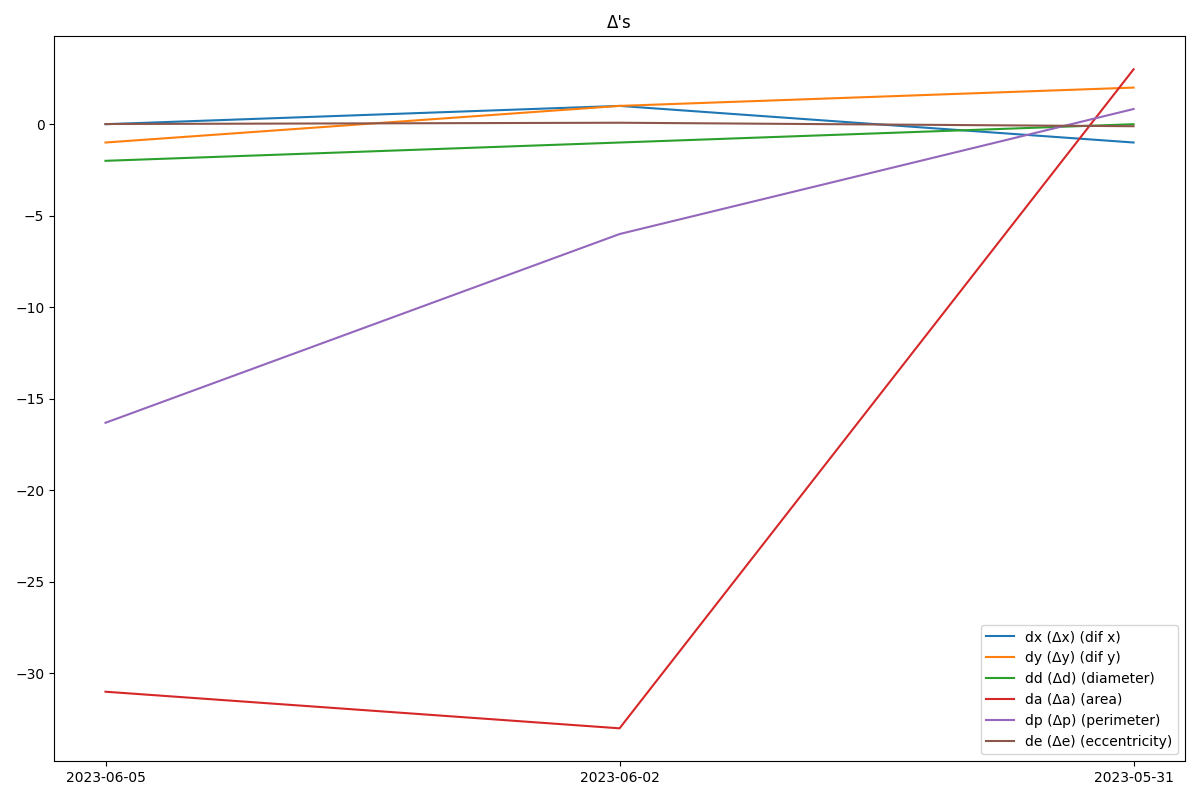 Δ's
0
−5
−10
−15
−20
−25
−30
dx (Δx) (dif x)
dy (Δy) (dif y)
dd (Δd) (diameter)
da (Δa) (area)
dp (Δp) (perimeter)
de (Δe) (eccentricity)
2023-06-05 2023-06-02 2023-05-31